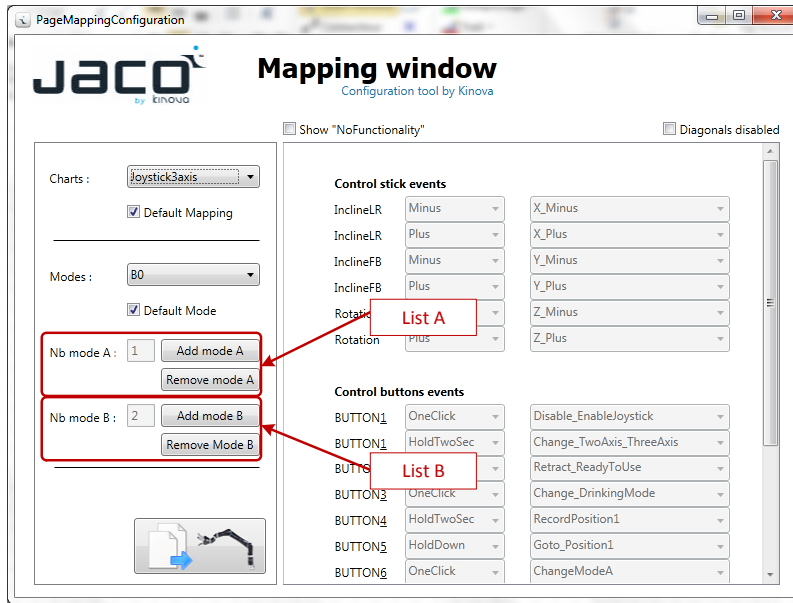 PageMappingConfiguration
JACO
by KINOVA
Mapping window
Configuration tool by Kinova
Show "NoFunctionality"
Diagonals disabled
Charts :
Joystick3axis
Default Mapping
Modes :
B0
Default Mode
Nb mode A :
1
Add mode A
Remove mode A
Nb mode B :
2
Add mode B
Remove Mode B
Control stick events
InclineLR Minus X_Minus
InclineLR Plus X_Plus
InclineFB Minus Y_Minus
InclineFB Plus Y_Plus
Z_Minus
List A
Rotation Plus Z_Plus
Control buttons events
BUTTON1 OneClick Disable_EnableJoystick
BUTTON1 HoldTwoSec Change_TwoAxis_ThreeAxis
Retract_ReadyToUse
List B
BUTTON3 OneClick Change_DrinkingMode
BUTTON4 HoldTwoSec RecordPosition1
BUTTON5 HoldDown Goto_Position1
BUTTON6 OneClick ChangeModeA